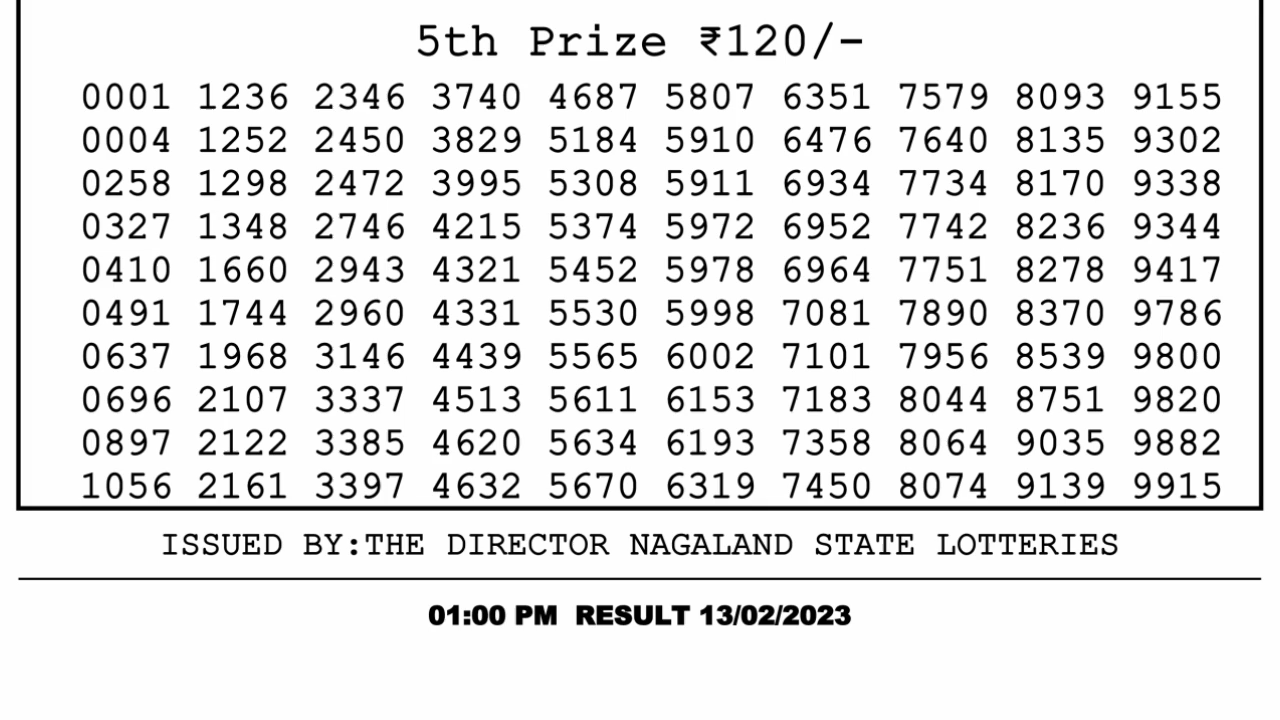 5th Prize ₹120/-
0001 1236 2346 3740 4687 5807 6351 7579 8093 9155
0004 1252 2450 3829 5184 5910 6476 7640 8135 9302
0258 1298 2472 3995 5308 5911 6934 7734 8170 9338
0327 1348 2746 4215 5374 5972 6952 7742 8236 9344
0410 1660 2943 4321 5452 5978 6964 7751 8278 9417
0491 1744 2960 4331 5530 5998 7081 7890 8370 9786
0637 1968 3146 4439 5565 6002 7101 7956 8539 9800
0696 2107 3337 4513 5611 6153 7183 8044 8751 9820
0897 2122 3385 4620 5634 6193 7358 8064 9035 9882
1056 2161 3397 4632 5670 6319 7450 8074 9139 9915
ISSUED BY:THE DIRECTOR NAGALAND STATE LOTTERIES
01:00 PM RESULT 13/02/2023